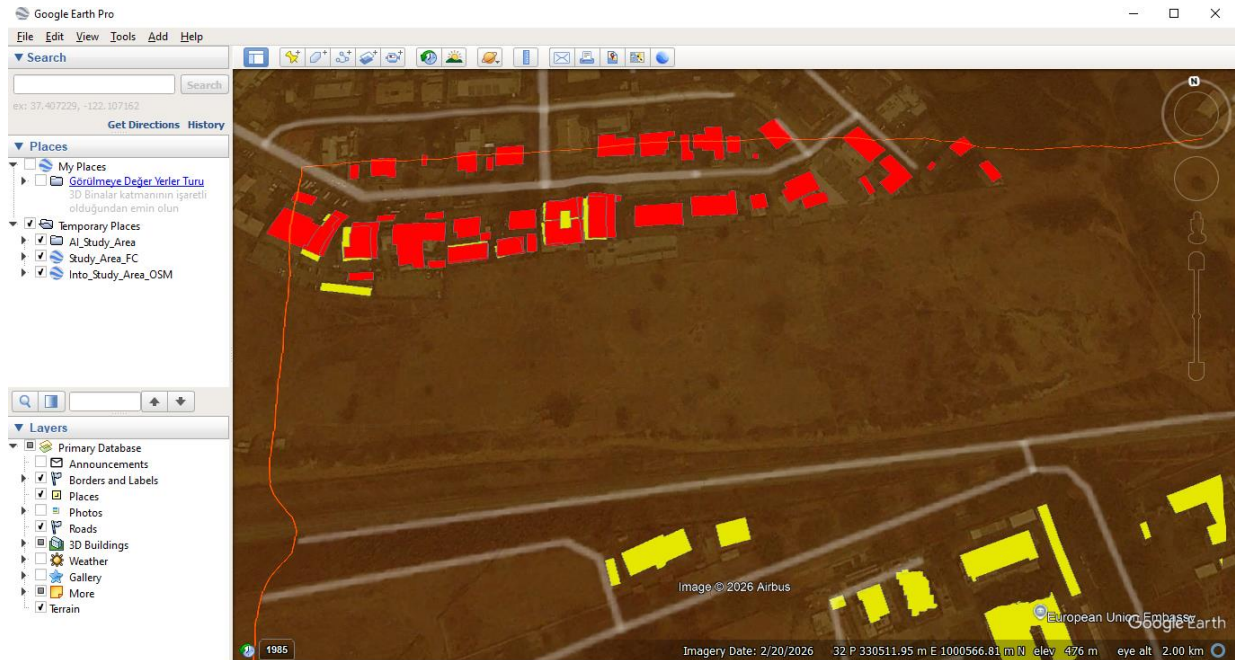 Google Earth Pro
File Edit View Tools Add Help
Search
Search
ex: 37.407229, -122.107162
Get Directions History
Places
My Places
Görülmeye Değer Yerler Turu
3D Binalar katmanının işaretli
olduğundan emin olun
Temporary Places
AI_Study_Area
Study_Area_FC
Into_Study_Area_OSM
Layers
Primary Database
Announcements
Borders and Labels
Places
Photos
Roads
3D Buildings
Weather
Gallery
More
Terrain
N
Image © 2026 Airbus
European Union Embassy
Google Earth
1985
Imagery Date: 2/20/2026 32 P 330511.95 m E 1000566.81 m N elev 476 m eye alt 2.00 km